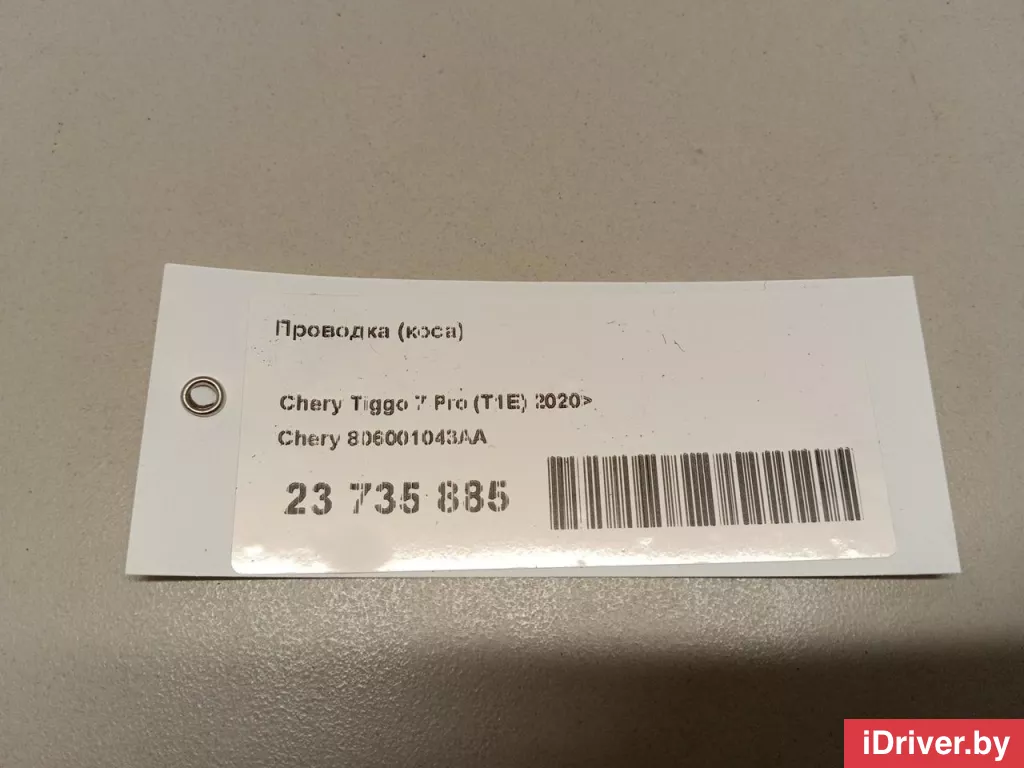 Проводка (коса)
Chery Tiggo 7 Pro (T1E) 2020>
Chery 806001043AA
23 735 885
iDriver.by